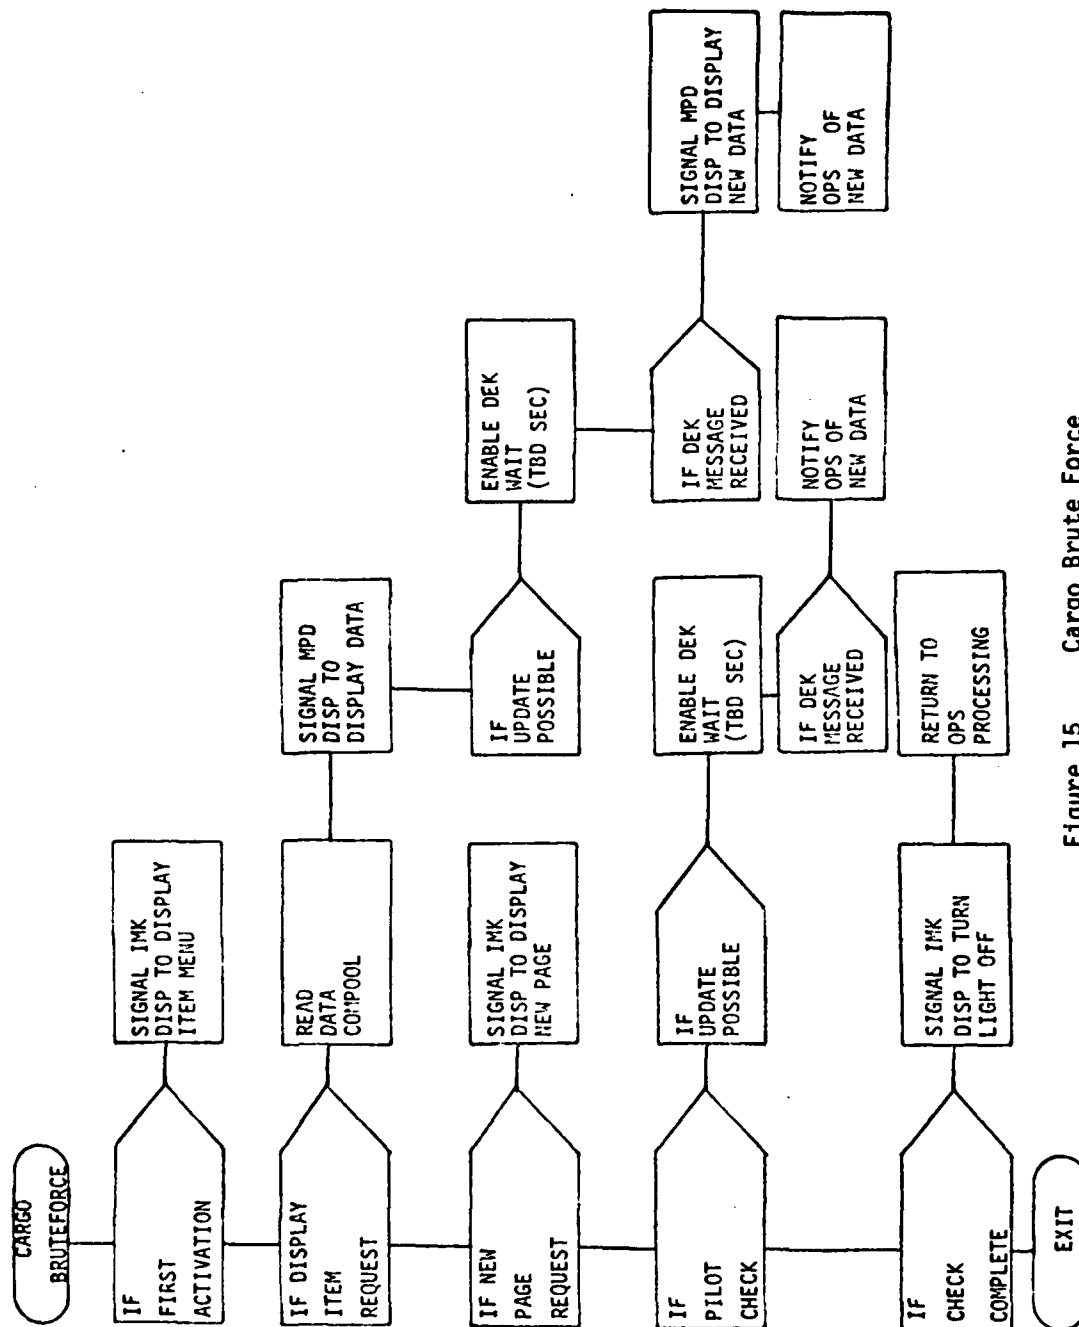 CARGO
BRUTEFORCE
IF
FIRST
ACTIVATION
SIGNAL IMK
DISP TO DISPLAY
ITEM MENU
IF DISPLAY
ITEM
REQUEST
READ
DATA
COMPOOL
SIGNAL MPD
DISP TO
DISPLAY DATA
IF
UPDATE
POSSIBLE
ENABLE DEK
WAIT
(TBD SEC)
IF DEK
MESSAGE
RECEIVED
SIGNAL MPD
DISP TO DISPLAY
NEW DATA
NOTIFY
OPS OF
NEW DATA
IF NEW
PAGE
REQUEST
SIGNAL IMK
DISP TO DISPLAY
NEW PAGE
IF
PILOT
CHECK
IF
UPDATE
POSSIBLE
ENABLE DEK
WAIT
(TBD SEC)
IF DEK
MESSAGE
RECEIVED
NOTIFY
OPS OF
NEW DATA
IF
CHECK
COMPLETE
SIGNAL IMK
DISP TO TURN
LIGHT OFF
RETURN TO
OPS
PROCESSING
EXIT
Figure 15 Cargo Brute Force